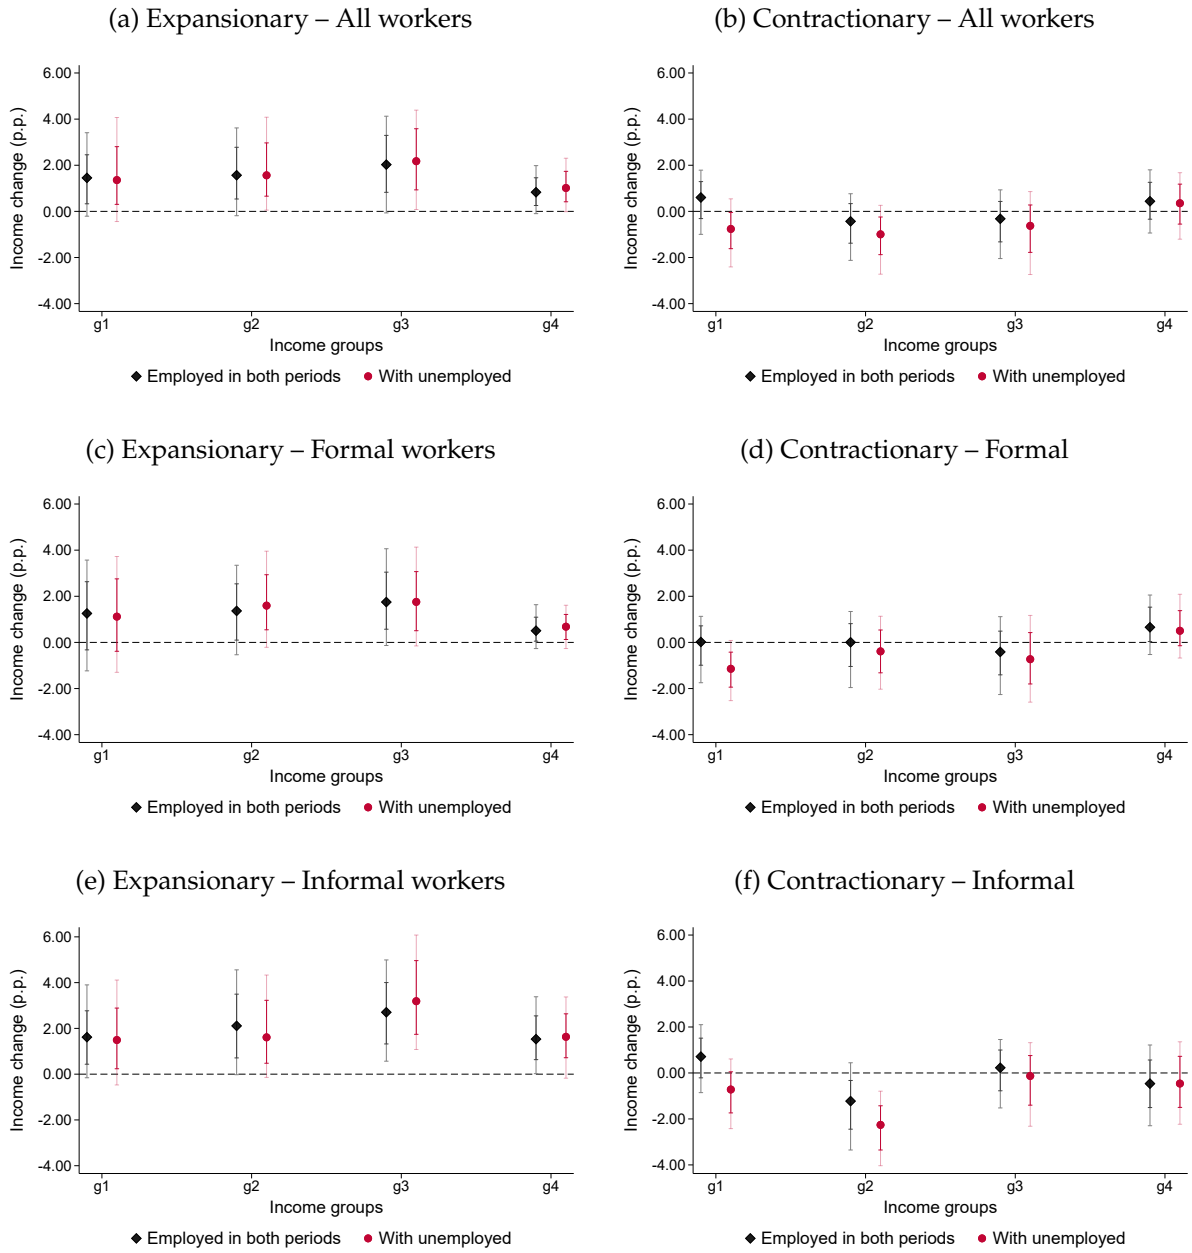 (a) Expansionary – All workers
Income change (p.p.)
6.00
4.00
2.00
0.00
-2.00
-4.00
g1 g2 g3 g4
Income groups
Employed in both periods With unemployed
(b) Contractionary – All workers
Income change (p.p.)
6.00
4.00
2.00
0.00
-2.00
-4.00
g1 g2 g3 g4
Income groups
Employed in both periods With unemployed
(c) Expansionary – Formal workers
Income change (p.p.)
6.00
4.00
2.00
0.00
-2.00
-4.00
g1 g2 g3 g4
Income groups
Employed in both periods With unemployed
(d) Contractionary – Formal
Income change (p.p.)
6.00
4.00
2.00
0.00
-2.00
-4.00
g1 g2 g3 g4
Income groups
Employed in both periods With unemployed
(e) Expansionary – Informal workers
Income change (p.p.)
6.00
4.00
2.00
0.00
-2.00
-4.00
g1 g2 g3 g4
Income groups
Employed in both periods With unemployed
(f) Contractionary – Informal
Income change (p.p.)
6.00
4.00
2.00
0.00
-2.00
-4.00
g1 g2 g3 g4
Income groups
Employed in both periods With unemployed